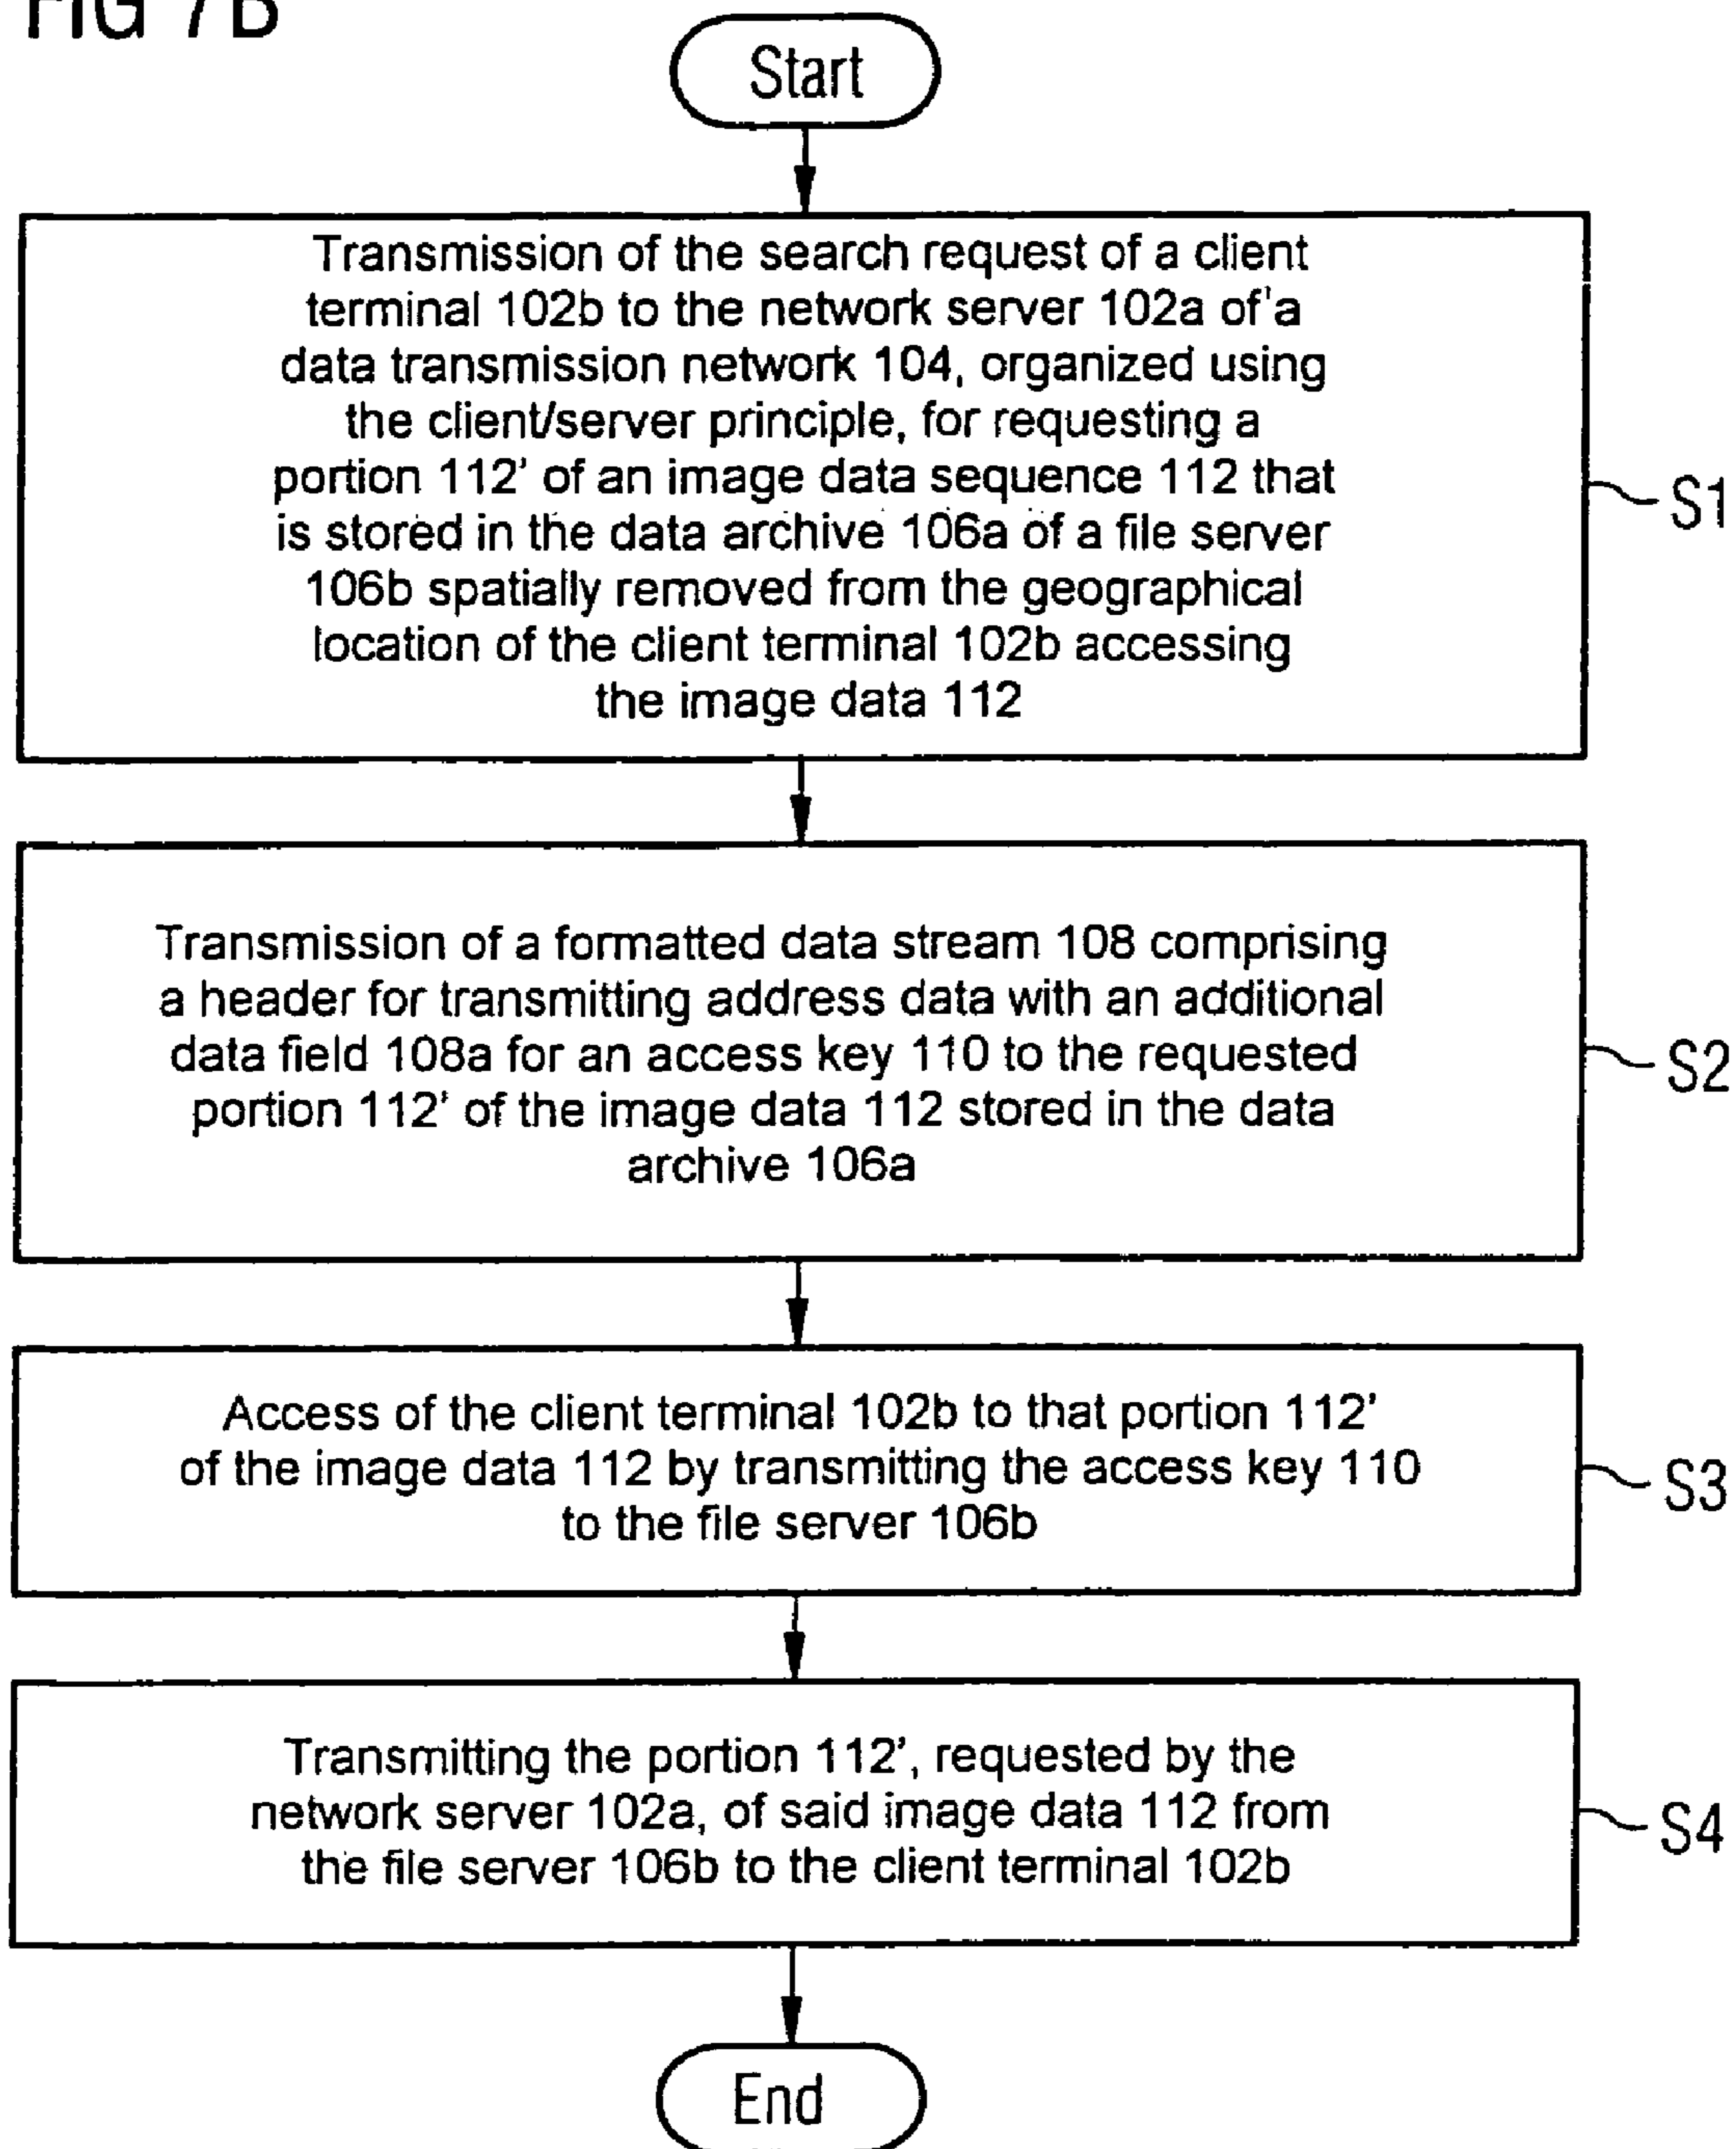 FIG 7B
Start
Transmission of the search request of a client
terminal 102b to the network server 102a of a
data transmission network 104, organized using
the client/server principle, for requesting a
portion 112' of an image data sequence 112 that
is stored in the data archive 106a of a file server
106b spatially removed from the geographical
location of the client terminal 102b accessing
the image data 112
S1
Transmission of a formatted data stream 108 comprising
a header for transmitting address data with an additional
data field 108a for an access key 110 to the requested
portion 112' of the image data 112 stored in the data
archive 106a
S2
Access of the client terminal 102b to that portion 112'
of the image data 112 by transmitting the access key 110
to the file server 106b
S3
Transmitting the portion 112', requested by the
network server 102a, of said image data 112 from
the file server 106b to the client terminal 102b
S4
End